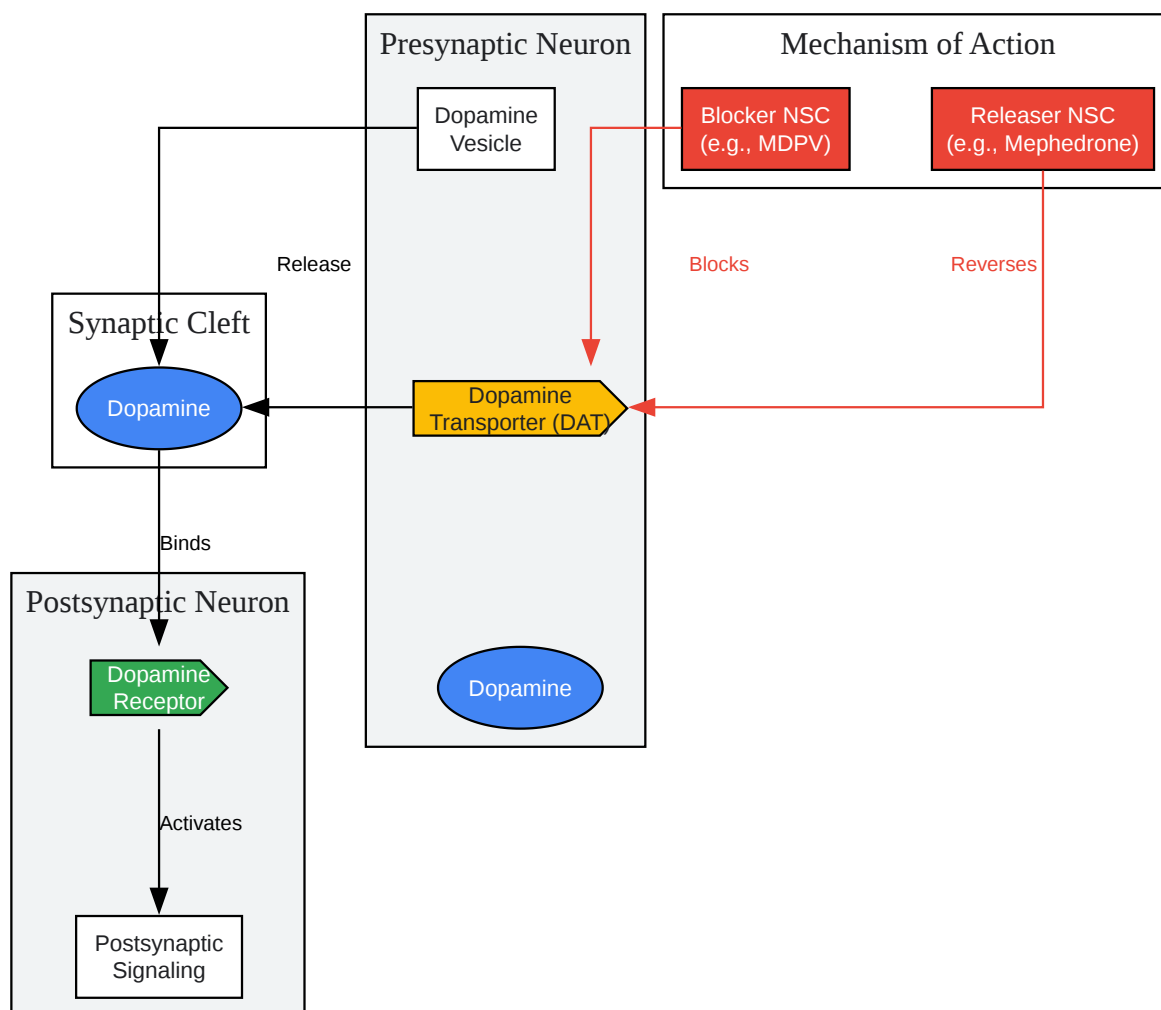 Presynaptic Neuron
Mechanism of Action
Dopamine
Vesicle
Blocker NSC
(e.g., MDPV)
Releaser NSC
(e.g., Mephedrone)
Release
Blocks
Reverses
Synaptic Cleft
Dopamine
Dopamine
Transporter (DAT)
Binds
Postsynaptic Neuron
Dopamine
Receptor
Dopamine
Activates
Postsynaptic
Signaling